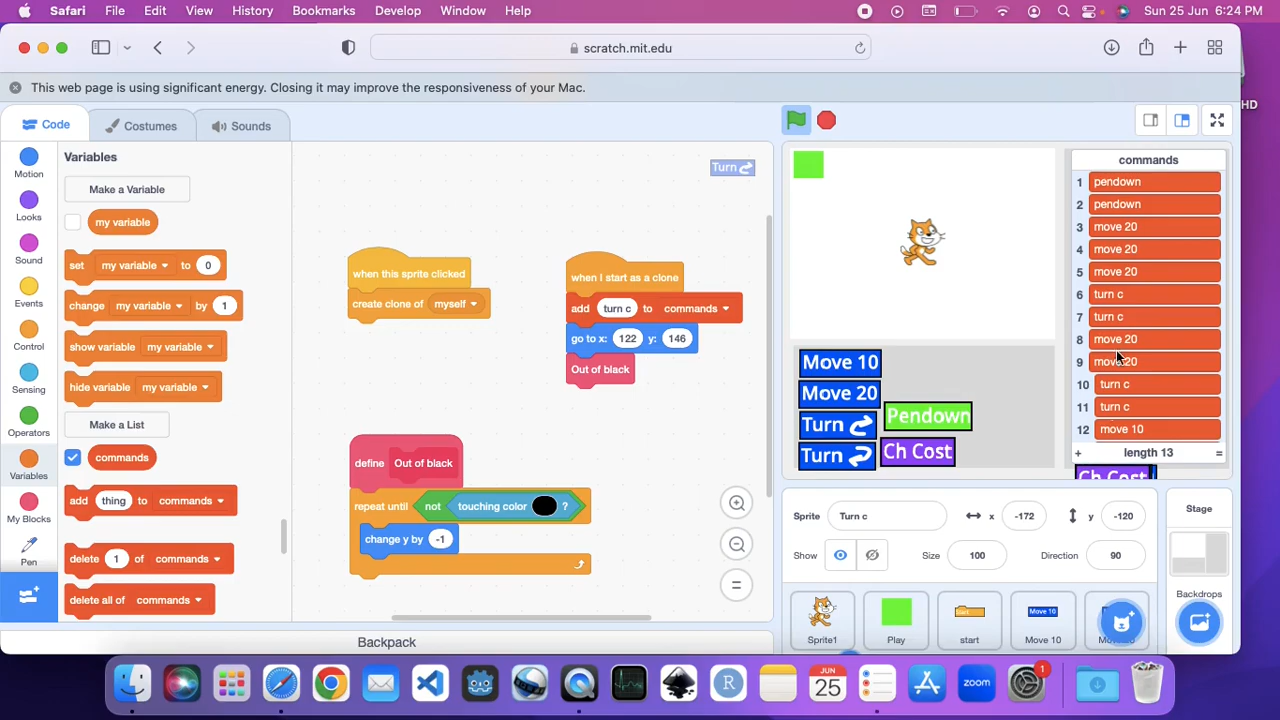 Safari File Edit View History Bookmarks Develop Window Help Sun 25 Jun 6:24 PM
scratch.mit.edu
This web page is using significant energy. Closing it may improve the responsiveness of your Mac.
HD
Code Costumes Sounds
Motion
Looks
Sound
Events
Control
Sensing
Operators
Variables
My Blocks
Pen
Variables
Make a Variable
my variable
set my variable to 0
change my variable by 1
show variable my variable
hide variable my variable
Make a List
commands
add thing to commands
delete 1 of commands
delete all of commands
Turn
when this sprite clicked
create clone of myself
when I start as a clone
add turn c to commands
go to x: 122 y: 146
Out of black
define Out of black
repeat until not touching color ?
change y by -1
Backpack
commands
1 pendown
2 pendown
3 move 20
4 move 20
5 move 20
6 turn c
7 turn c
8 move 20
9 move 20
10 turn c
11 turn c
12 move 10
+ length 13 =
Move 10
Move 20
Turn
Pendown
Turn
Ch Cost
Ch Cost
Sprite Turn c x -172 y -120
Show Size 100 Direction 90
Sprite1
Play
start
Move 10
Stage
Backdrops
JUN
25
R
zoom
1